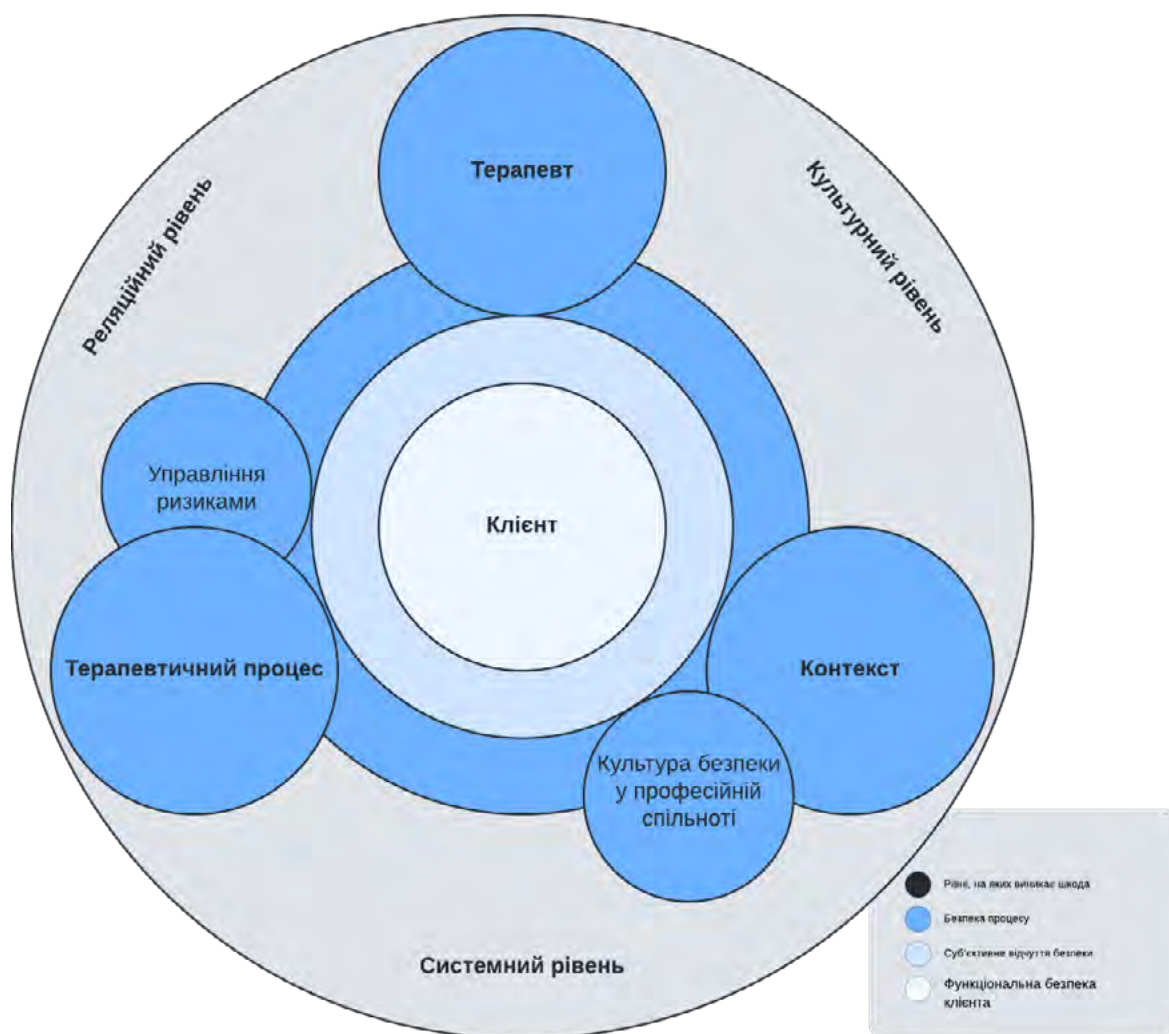 Терапевт
Реляційний рівень
Культурний рівень
Управління
ризиками
Клієнт
Терапевтичний процес
Контекст
Культура безпеки
у професійній
спільноті
Системний рівень
Рівні, на яких виникає шкода
Безпека процесу
Суб'єктивне відчуття безпеки
Функціональна безпека
клієнта